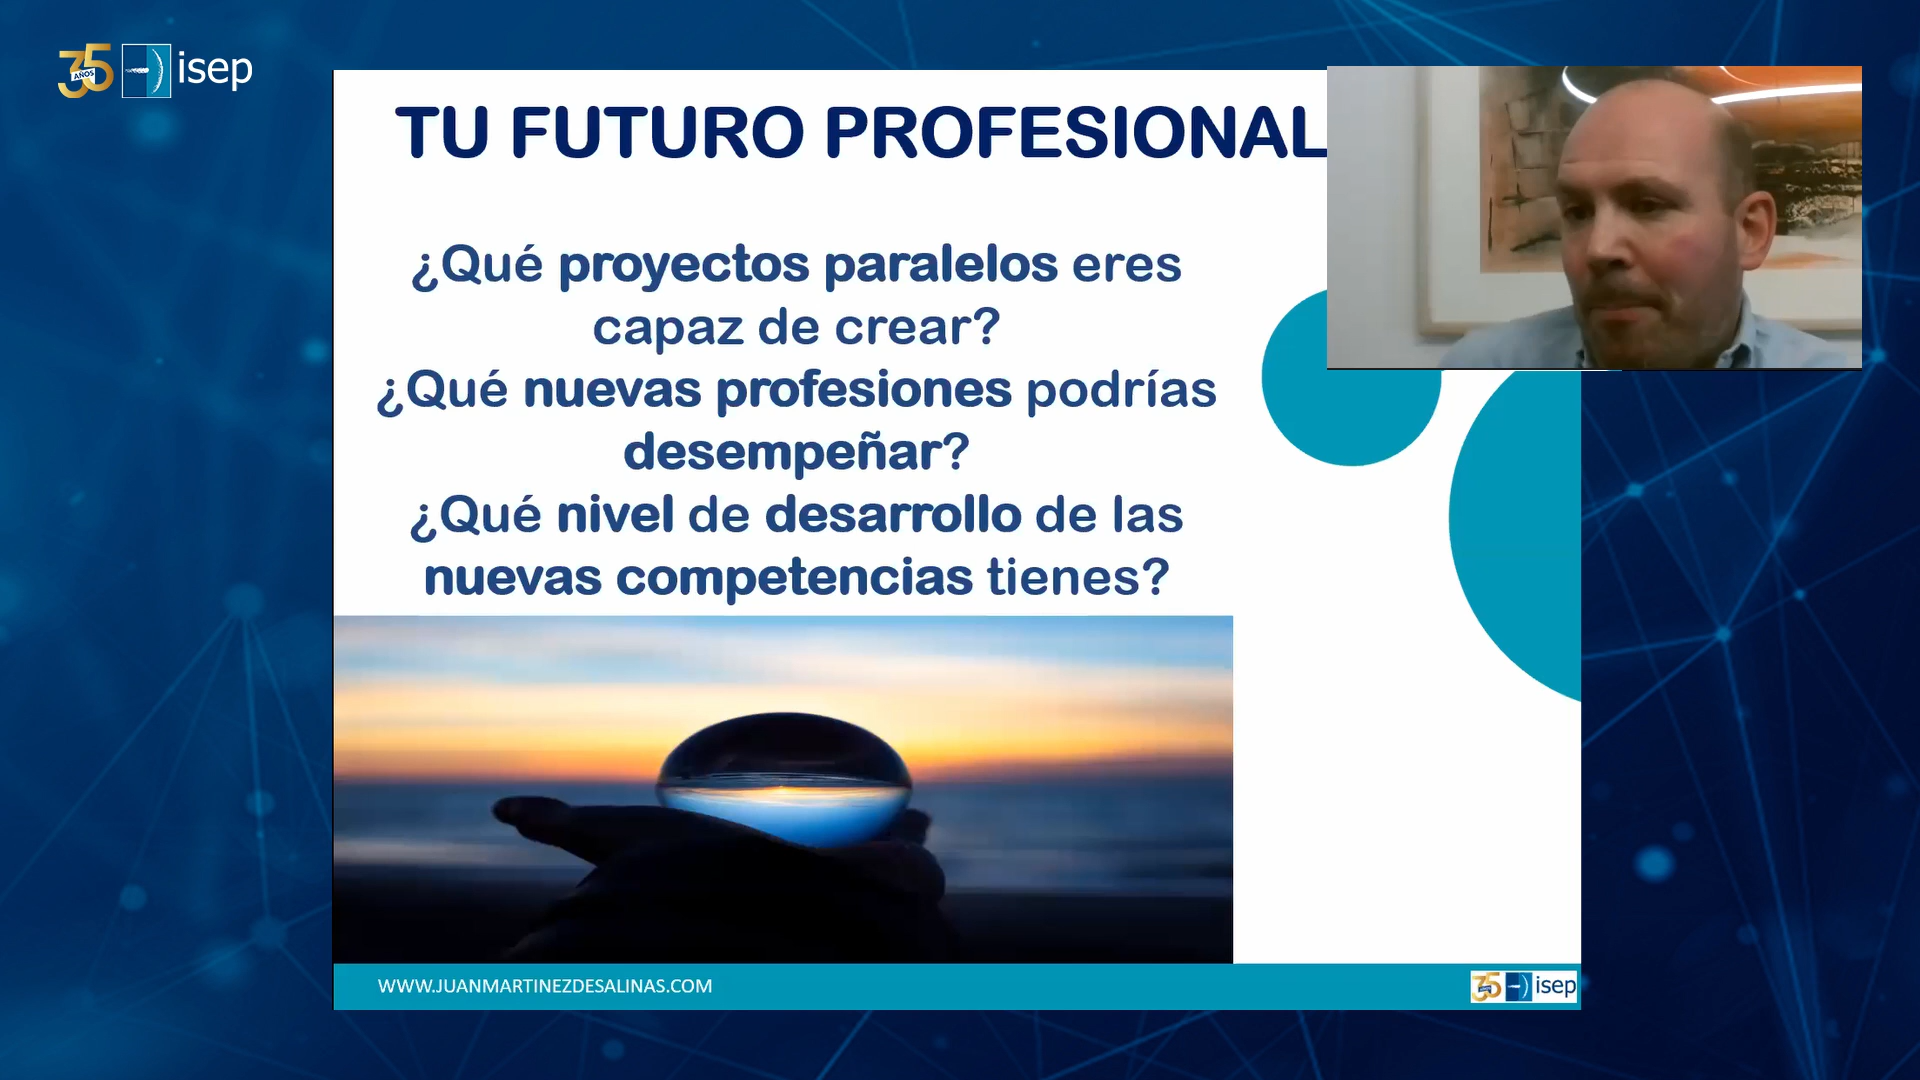 35 AÑOS isep
TU FUTURO PROFESIONAL
¿Qué proyectos paralelos eres
capaz de crear?
¿Qué nuevas profesiones podrías
desempeñar?
¿Qué nivel de desarrollo de las
nuevas competencias tienes?
WWW.JUANMARTINEZDESALINAS.COM
35 AÑOS isep